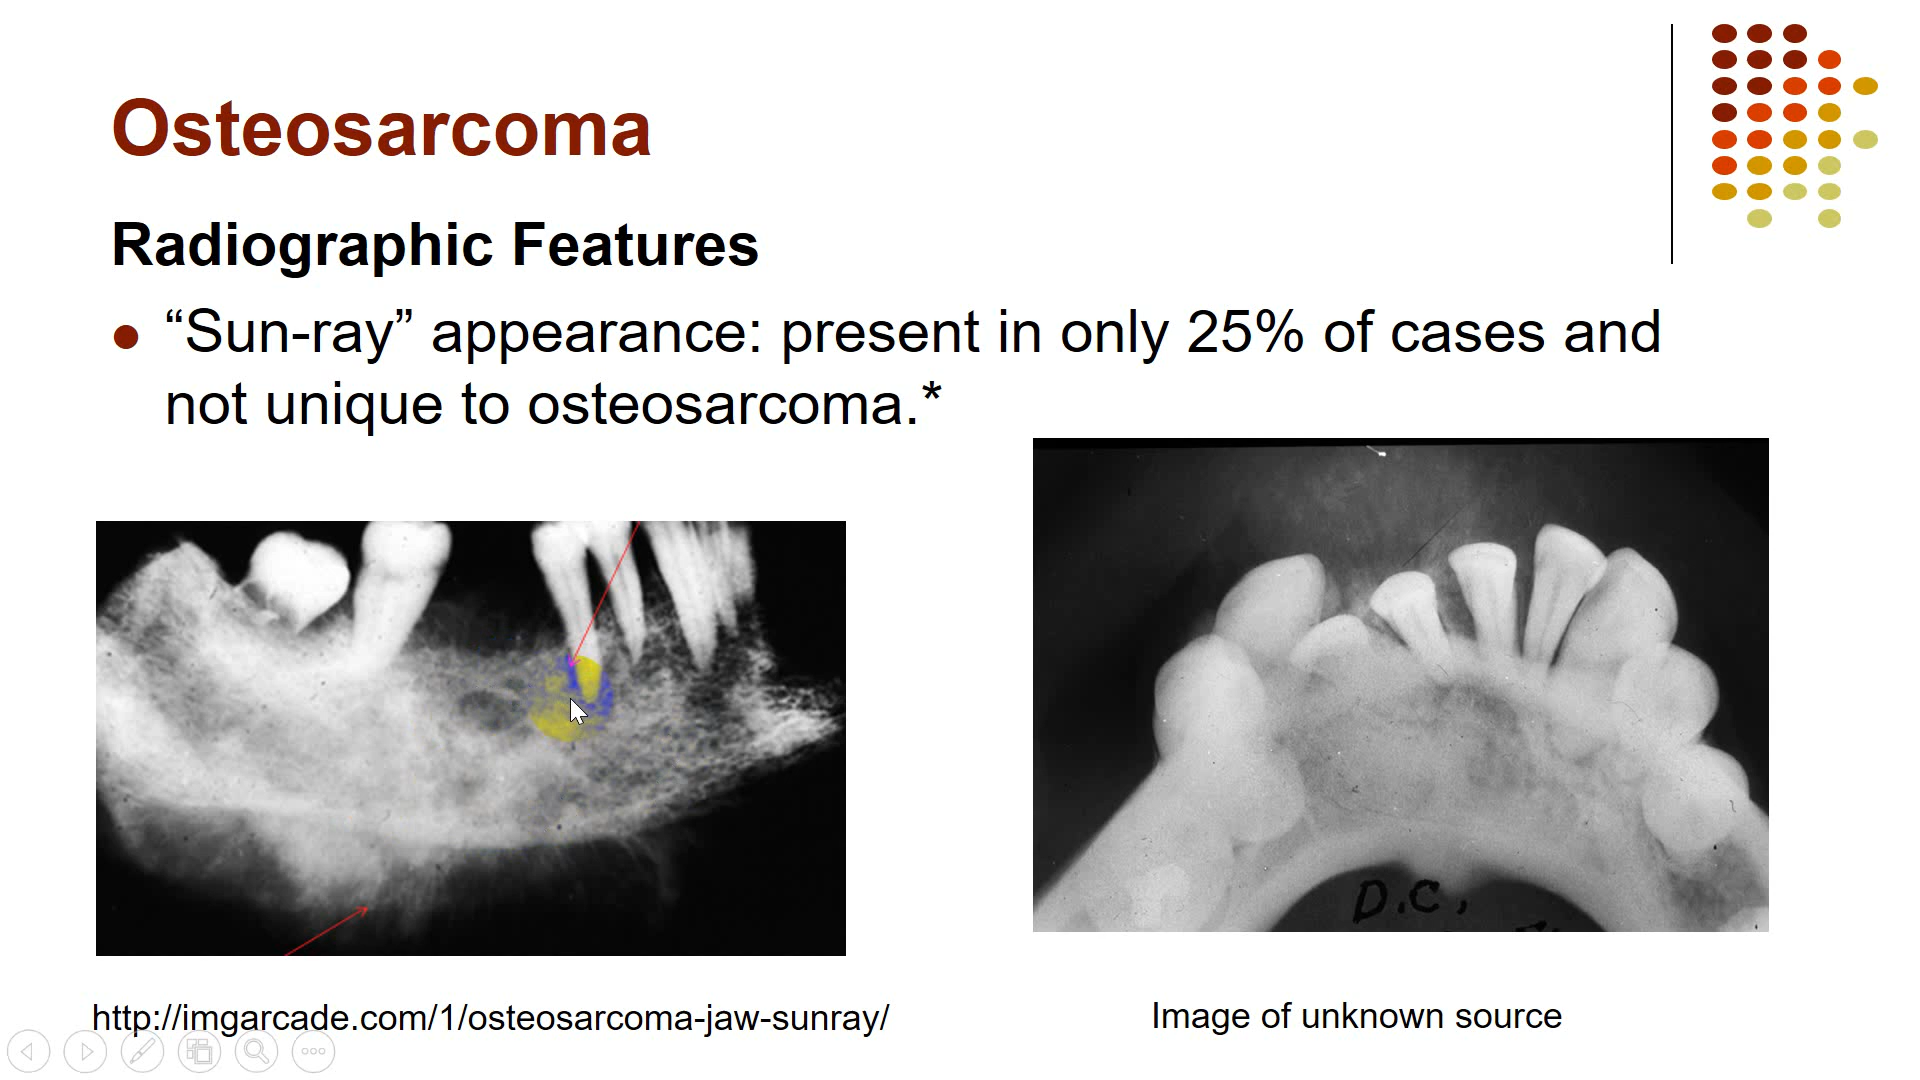 Osteosarcoma
Radiographic Features
“Sun-ray” appearance: present in only 25% of cases and
not unique to osteosarcoma.*
D.C,
http://imgarcade.com/1/osteosarcoma-jaw-sunray/
Image of unknown source